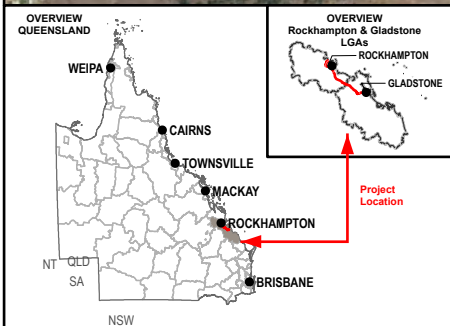 OVERVIEW
QUEENSLAND
WEIPA
CAIRNS
TOWNSVILLE
MACKAY
ROCKHAMPTON
BRISBANE
NT
QLD
SA
NSW
OVERVIEW
Rockhampton & Gladstone
LGAs
ROCKHAMPTON
GLADSTONE
Project
Location